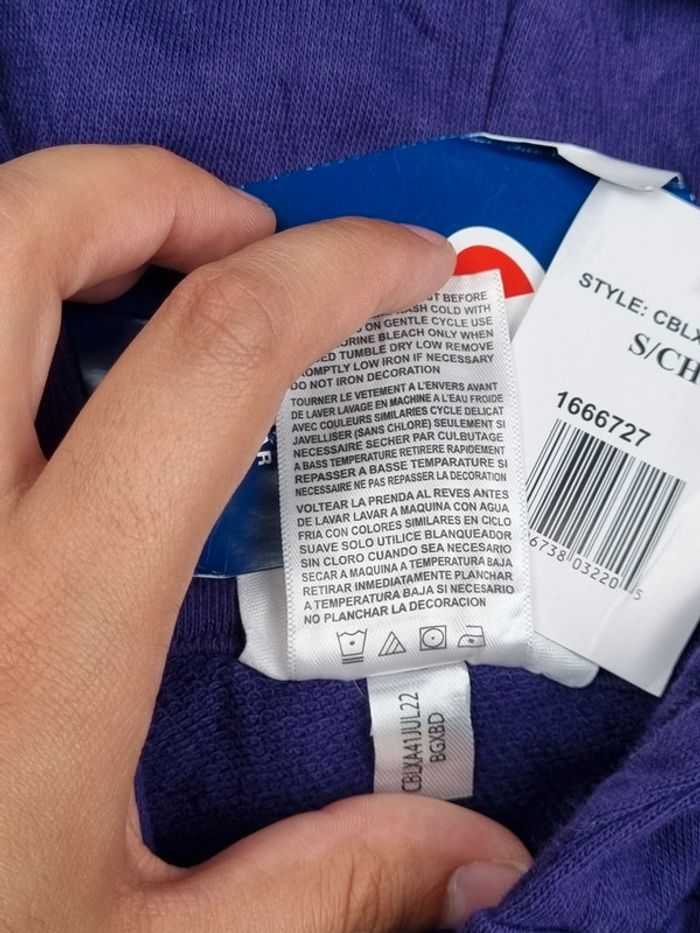 BEFORE
COLD WITH
ON GENTLE CYCLE USE
BLEACH ONLY WHEN
TUMBLE DRY LOW REMOVE
LOW IRON IF NECESSARY
DO NOT IRON DECORATION
TOURNER LE VETEMENT A L'ENVERS AVANT
DE LAVER LAVAGE EN MACHINE A L'EAU FROIDE
AVEC COULEURS SIMILARIES CYCLE DELICAT
JAVELLISER (SANS CHLORE) SEULEMENT SI
NECESSAIRE SECHER PAR CULBUTAGE
A BASS TEMPERATURE RETIRERE RAPIDEMENT
REPASSER A BASSE TEMPARATURE SI
NECESSAIRE NE PAS REPASSER LA DECORATION
VOLTEAR LA PRENDA AL REVES ANTES
DE LAVAR LAVAR A MAQUINA CON AGUA
FRIA CON COLORES SIMILARES EN CICLO
SUAVE SOLO UTILICE BLANQUEADOR
SIN CLORO CUANDO SEA NECESARIO
SECAR A MAQUINA A TEMPERATURA BAJA
RETIRAR INMEDIATAMENTE PLANCHAR
A TEMPERATURA BAJA SI NECESARIO
NO PLANCHAR LA DECORACION
CBLXA41JUL22
BGXBD
STYLE: CBLX
S/CH
1666727
6738 03220 5